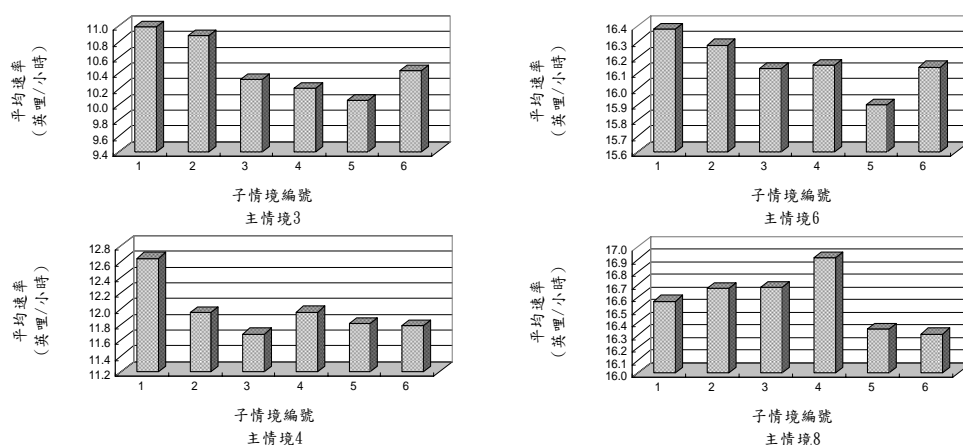 平均速率
(英哩/小時)
11.0
10.8
10.6
10.4
10.2
10.0
9.8
9.6
9.4
1 2 3 4 5 6
子情境編號
主情境3
平均速率
(英哩/小時)
16.4
16.3
16.2
16.1
16.0
15.9
15.8
15.7
15.6
1 2 3 4 5 6
子情境編號
主情境6
平均速率
(英哩/小時)
12.8
12.6
12.4
12.2
12.0
11.8
11.6
11.4
11.2
1 2 3 4 5 6
子情境編號
主情境4
平均速率
(英哩/小時)
17.0
16.9
16.8
16.7
16.6
16.5
16.4
16.3
16.2
16.1
16.0
1 2 3 4 5 6
子情境編號
主情境8